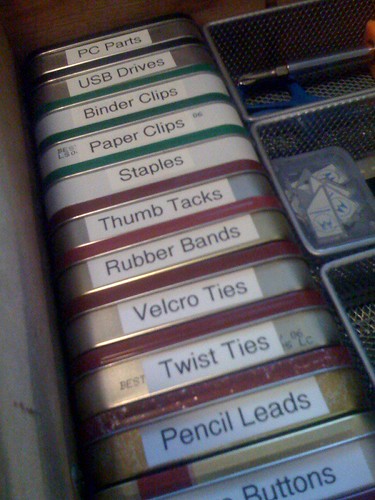 PC Parts
USB Drives
Binder Clips
Paper Clips
Staples
Thumb Tacks
Rubber Bands
Velcro Ties
BEST Twist Ties
Pencil Leads
Buttons